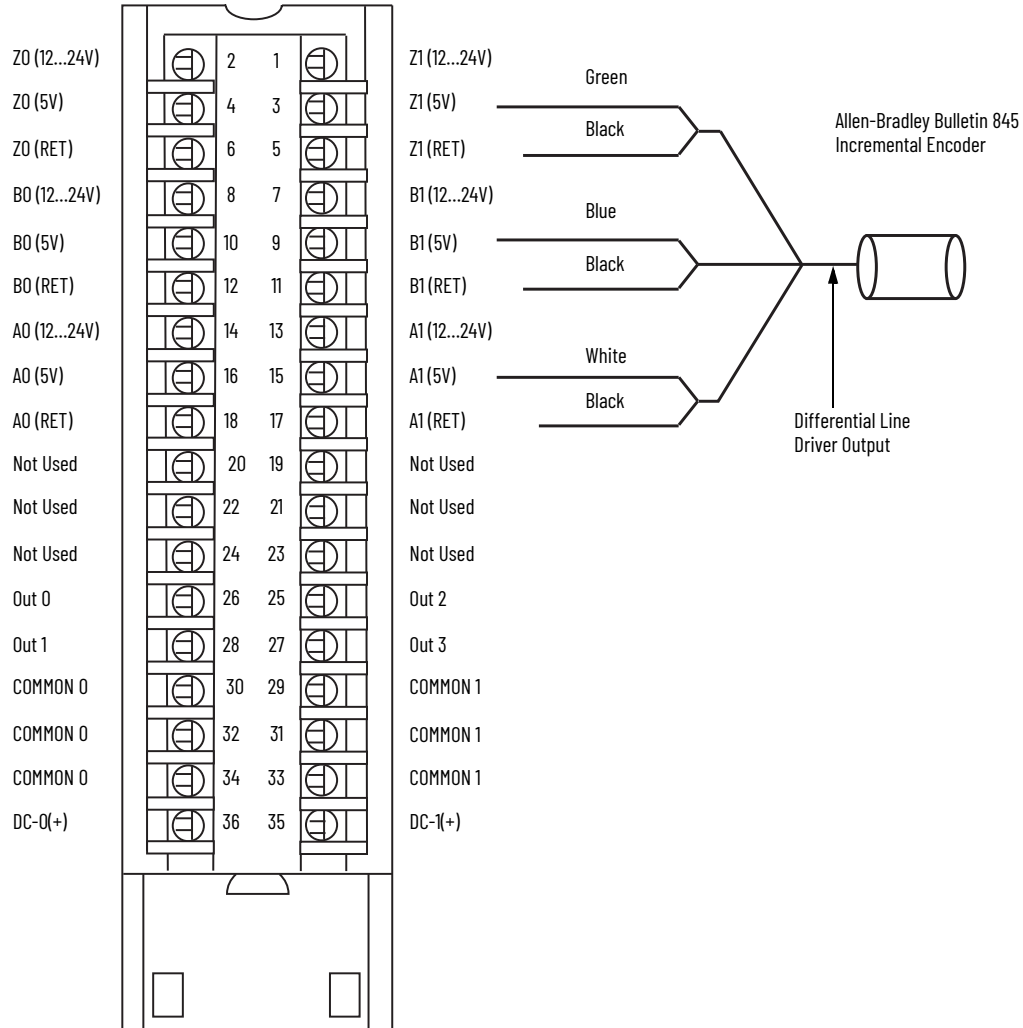 Z0 (12...24V) 2 1 Z1 (12...24V)
Green
Z0 (5V) 4 3 Z1 (5V)
Black
Allen-Bradley Bulletin 845
Incremental Encoder
Z0 (RET) 6 5 Z1 (RET)
B0 (12...24V) 8 7 B1 (12...24V)
Blue
B0 (5V) 10 9 B1 (5V)
Black
B0 (RET) 12 11 B1 (RET)
A0 (12...24V) 14 13 A1 (12...24V)
White
A0 (5V) 16 15 A1 (5V)
Black
A0 (RET) 18 17 A1 (RET)
Differential Line
Driver Output
Not Used 20 19 Not Used
Not Used 22 21 Not Used
Not Used 24 23 Not Used
Out 0 26 25 Out 2
Out 1 28 27 Out 3
COMMON 0 30 29 COMMON 1
COMMON 0 32 31 COMMON 1
COMMON 0 34 33 COMMON 1
DC-0(+) 36 35 DC-1(+)